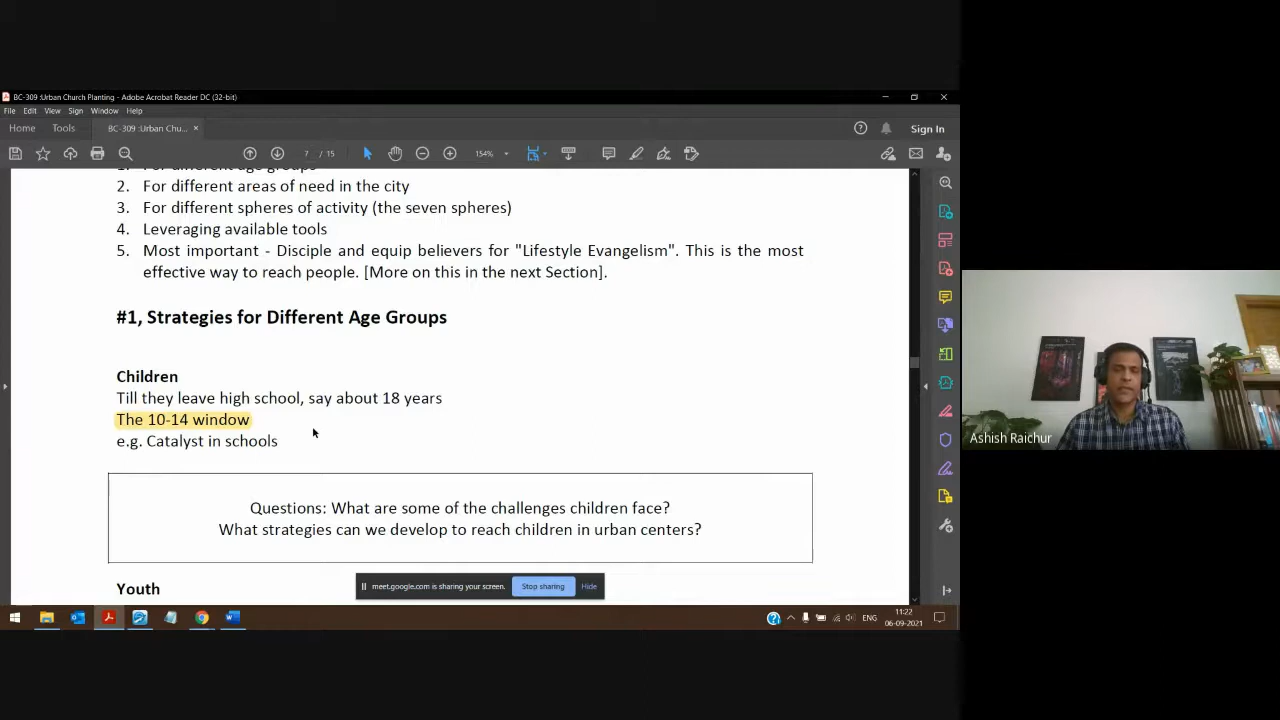 BC-309 :Urban Church Planting - Adobe Acrobat Reader DC (32-bit)
File Edit View Sign Window Help
Home Tools BC-309 :Urban Chu... × Sign In
7 / 15 154%
2. For different areas of need in the city
3. For different spheres of activity (the seven spheres)
4. Leveraging available tools
5. Most important - Disciple and equip believers for "Lifestyle Evangelism". This is the most
effective way to reach people. [More on this in the next Section].
#1, Strategies for Different Age Groups
Children
Till they leave high school, say about 18 years
The 10-14 window
e.g. Catalyst in schools
Questions: What are some of the challenges children face?
What strategies can we develop to reach children in urban centers?
Youth
meet.google.com is sharing your screen. Stop sharing Hide
ENG
11:22
06-09-2021
Ashish Raichur